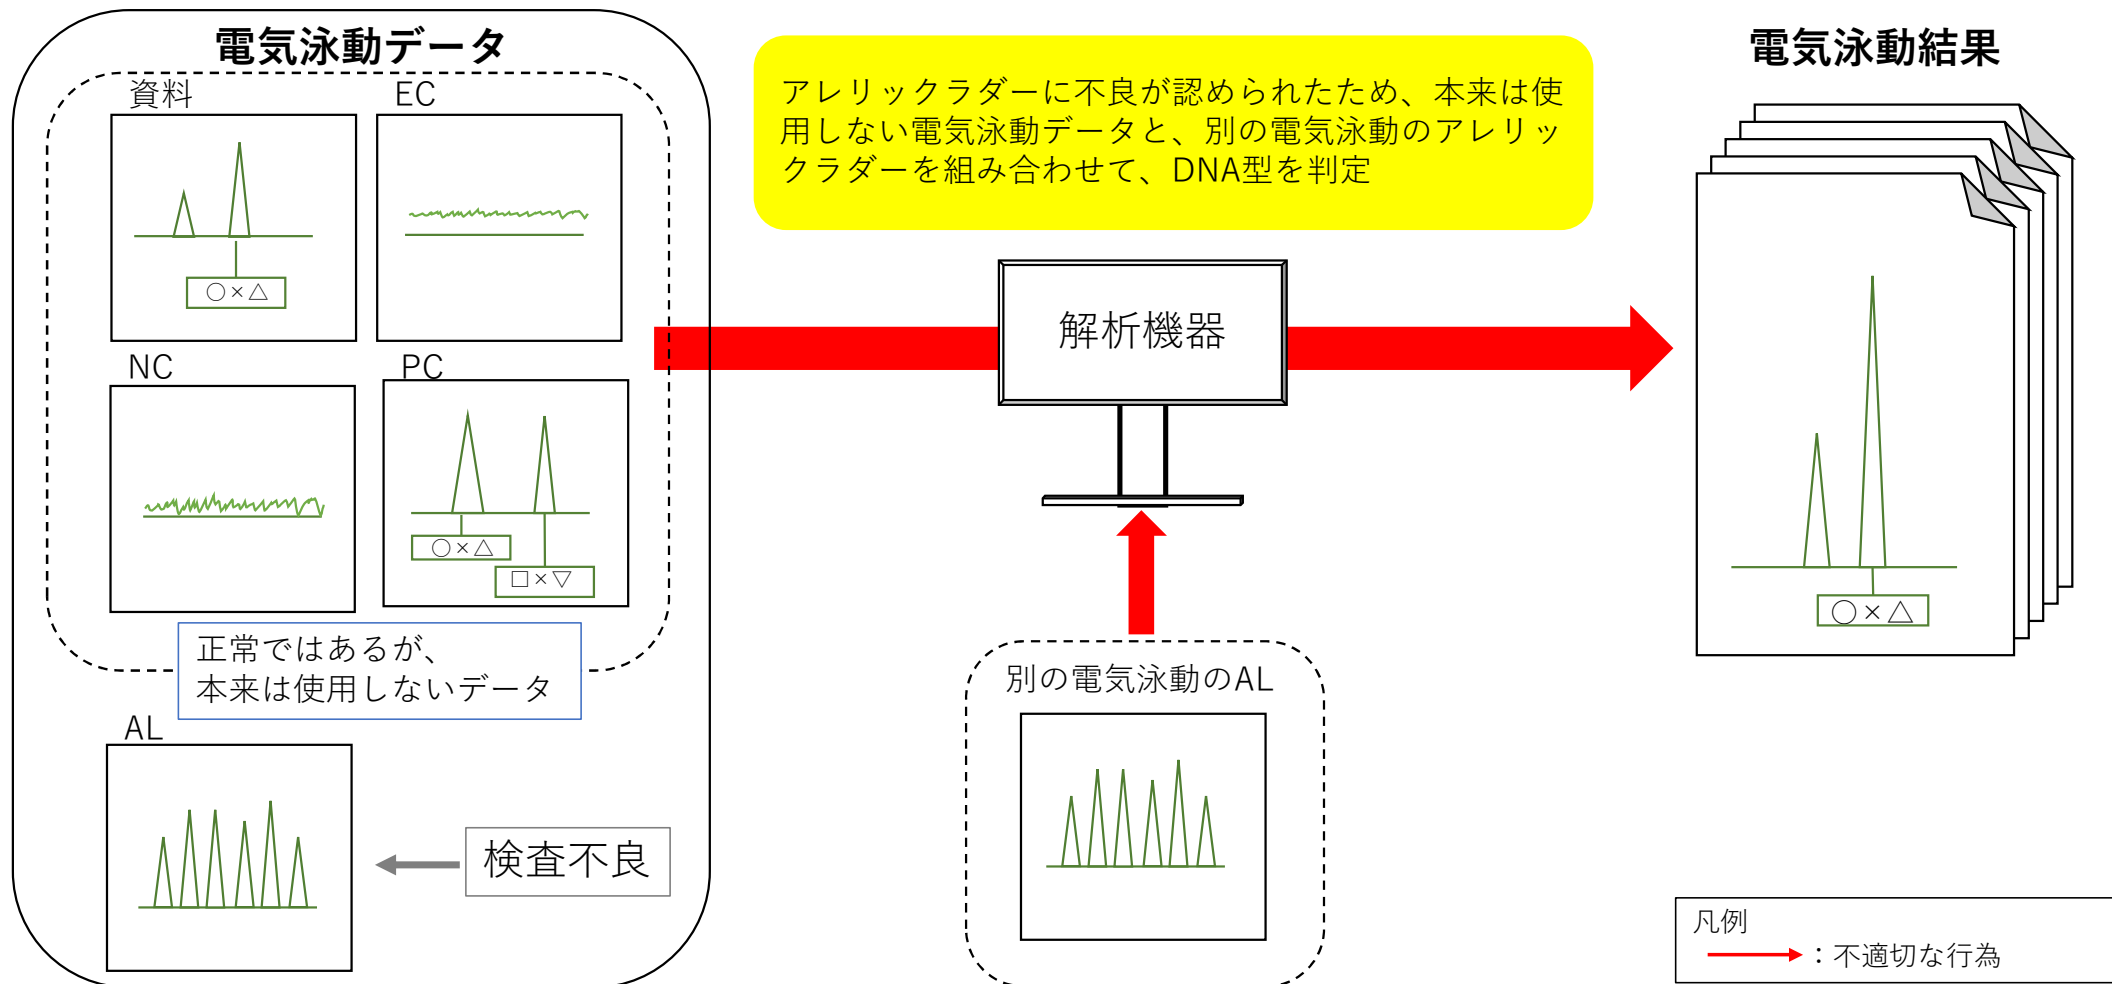 電気泳動データ
資料
EC
○×△
NC
PC
○×△
□×▽
正常ではあるが、
本来は使用しないデータ
AL
検査不良
アレリックラダーに不良が認められたため、本来は使
用しない電気泳動データと、別の電気泳動のアレリッ
クラダーを組み合わせて、DNA型を判定
解析機器
別の電気泳動のAL
電気泳動結果
○×△
凡例
：不適切な行為